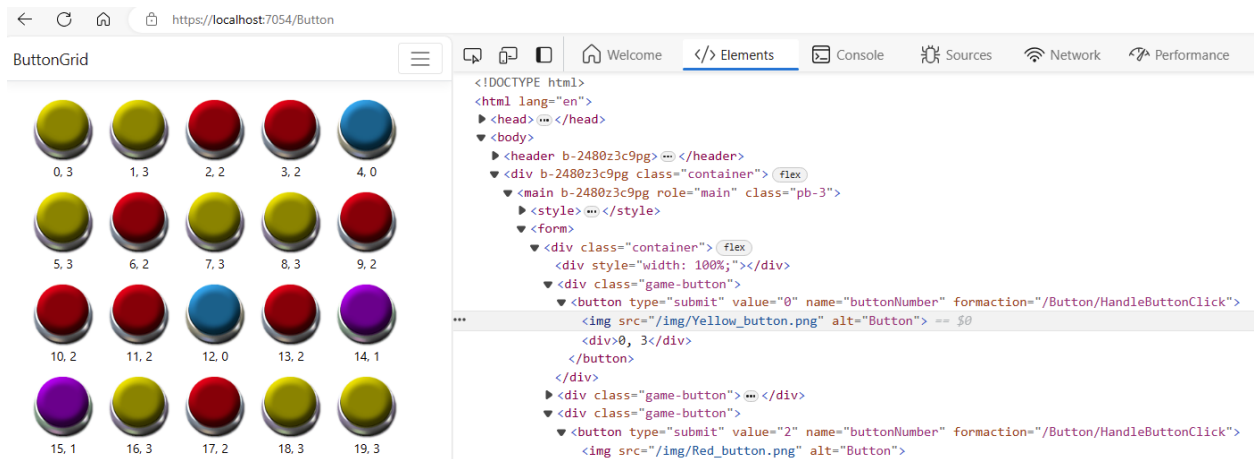 https://localhost:7054/Button
ButtonGrid
Welcome
</> Elements
Console
Sources
Network
Performance
0, 3
1, 3
2, 2
3, 2
4, 0
5, 3
6, 2
7, 3
8, 3
9, 2
10, 2
11, 2
12, 0
13, 2
14, 1
15, 1
16, 3
17, 2
18, 3
19, 3
<!DOCTYPE html>
<html lang="en">
<head> ••• </head>
<body>
<header b-2480z3c9pg> ••• </header>
<div b-2480z3c9pg class="container"> flex
<main b-2480z3c9pg role="main" class="pb-3">
<style> ••• </style>
<form>
<div class="container"> flex
<div style="width: 100%;"></div>
<div class="game-button">
<button type="submit" value="0" name="buttonNumber" formaction="/Button/HandleButtonClick">
••• <img src="/img/Yellow_button.png" alt="Button"> == $0
<div>0, 3</div>
</button>
</div>
<div class="game-button"> ••• </div>
<div class="game-button">
<button type="submit" value="2" name="buttonNumber" formaction="/Button/HandleButtonClick">
<img src="/img/Red_button.png" alt="Button">